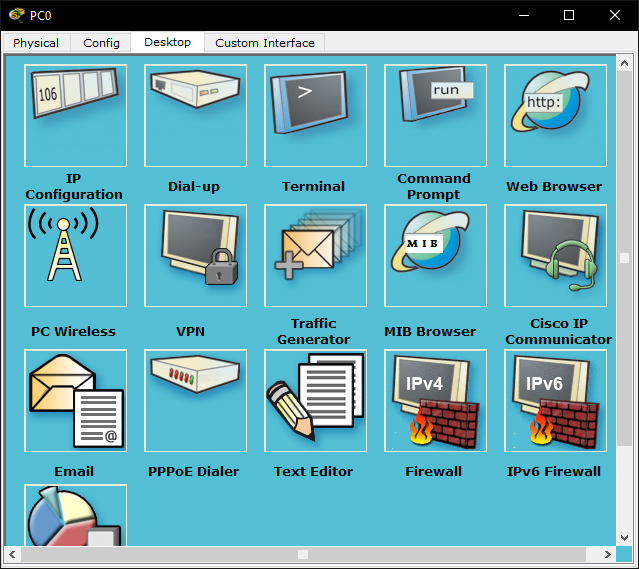 PC0
Physical Config Desktop Custom Interface
106
>
run
http:
IP
Configuration
Dial-up
Terminal
Command
Prompt
Web Browser
MIB
PC Wireless
VPN
Traffic
Generator
MIB Browser
Cisco IP
Communicator
@
IPv4
IPv6
Email
PPPoE Dialer
Text Editor
Firewall
IPv6 Firewall